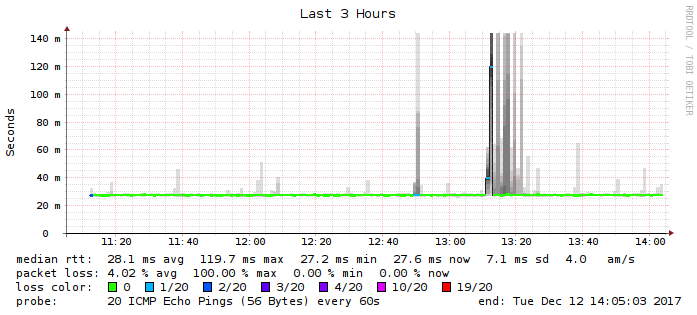 Last 3 Hours
RRDTOOL / TOBI OETIKER
Seconds
140 m
120 m
100 m
80 m
60 m
40 m
20 m
0
11:20 11:40 12:00 12:20 12:40 13:00 13:20 13:40 14:00
median rtt: 28.1 ms avg 119.7 ms max 27.2 ms min 27.6 ms now 7.1 ms sd 4.0 am/s
packet loss: 4.02 % avg 100.00 % max 0.00 % min 0.00 % now
loss color: 0 1/20 2/20 3/20 4/20 10/20 19/20
probe: 20 ICMP Echo Pings (56 Bytes) every 60s end: Tue Dec 12 14:05:03 2017